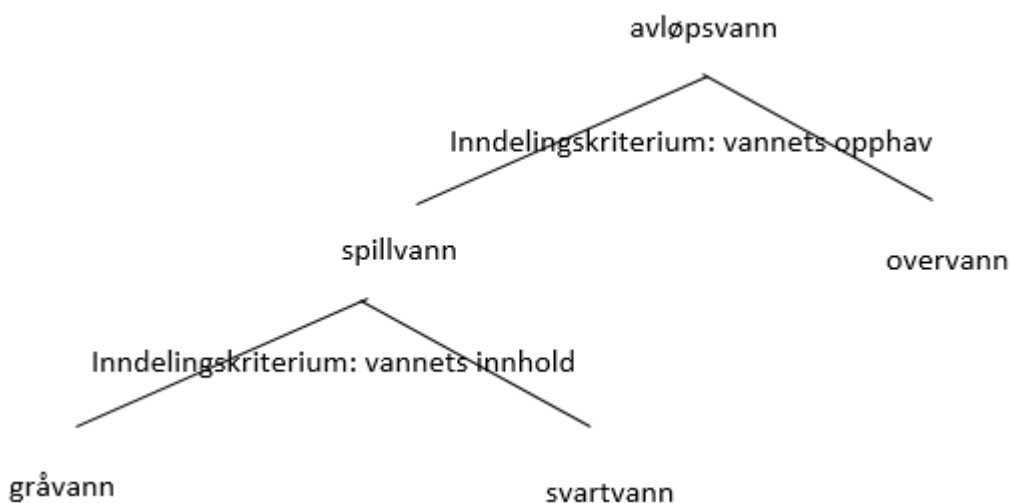 avløpsvann
Inndelingskriterium: vannets opphav
spillvann
overvann
Inndelingskriterium: vannets innhold
gråvann
svartvann